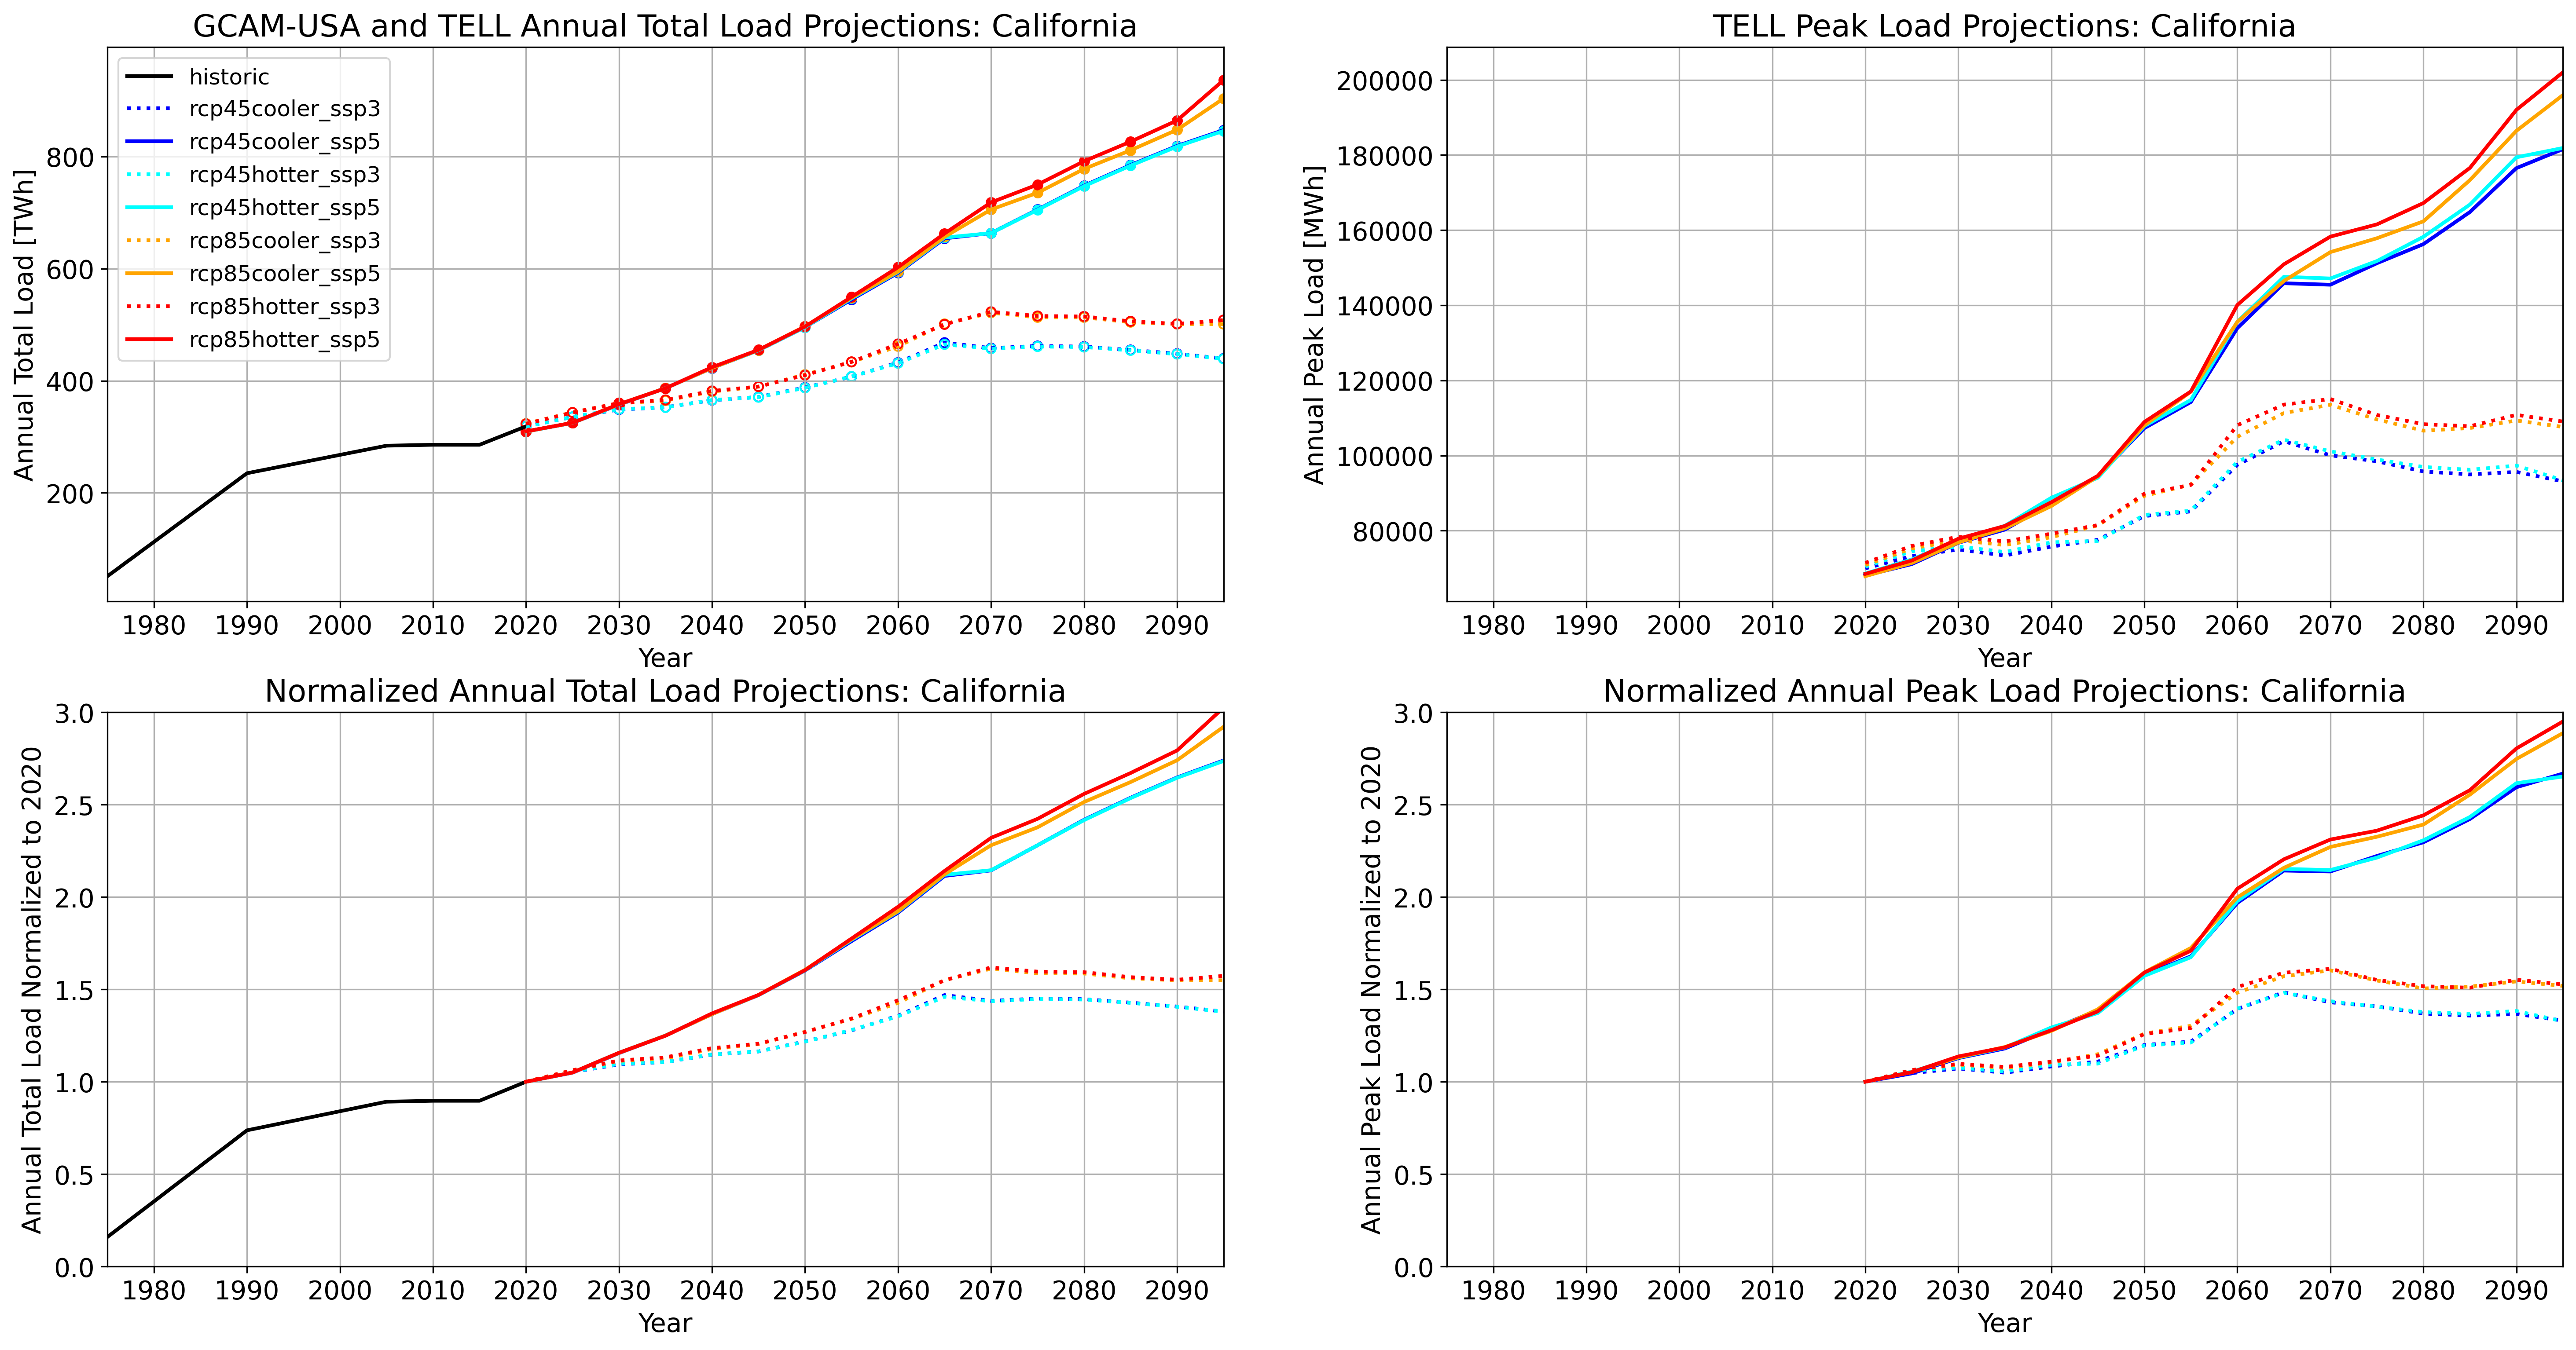 GCAM-USA and TELL Annual Total Load Projections: California
Annual Total Load [TWh]
800
600
400
200
historic
rcp45cooler_ssp3
rcp45cooler_ssp5
rcp45hotter_ssp3
rcp45hotter_ssp5
rcp85cooler_ssp3
rcp85cooler_ssp5
rcp85hotter_ssp3
rcp85hotter_ssp5
1980 1990 2000 2010 2020 2030 2040 2050 2060 2070 2080 2090
Year
TELL Peak Load Projections: California
Annual Peak Load [MWh]
200000
180000
160000
140000
120000
100000
80000
1980 1990 2000 2010 2020 2030 2040 2050 2060 2070 2080 2090
Year
Normalized Annual Total Load Projections: California
Annual Total Load Normalized to 2020
3.0
2.5
2.0
1.5
1.0
0.5
0.0
1980 1990 2000 2010 2020 2030 2040 2050 2060 2070 2080 2090
Year
Normalized Annual Peak Load Projections: California
Annual Peak Load Normalized to 2020
3.0
2.5
2.0
1.5
1.0
0.5
0.0
1980 1990 2000 2010 2020 2030 2040 2050 2060 2070 2080 2090
Year